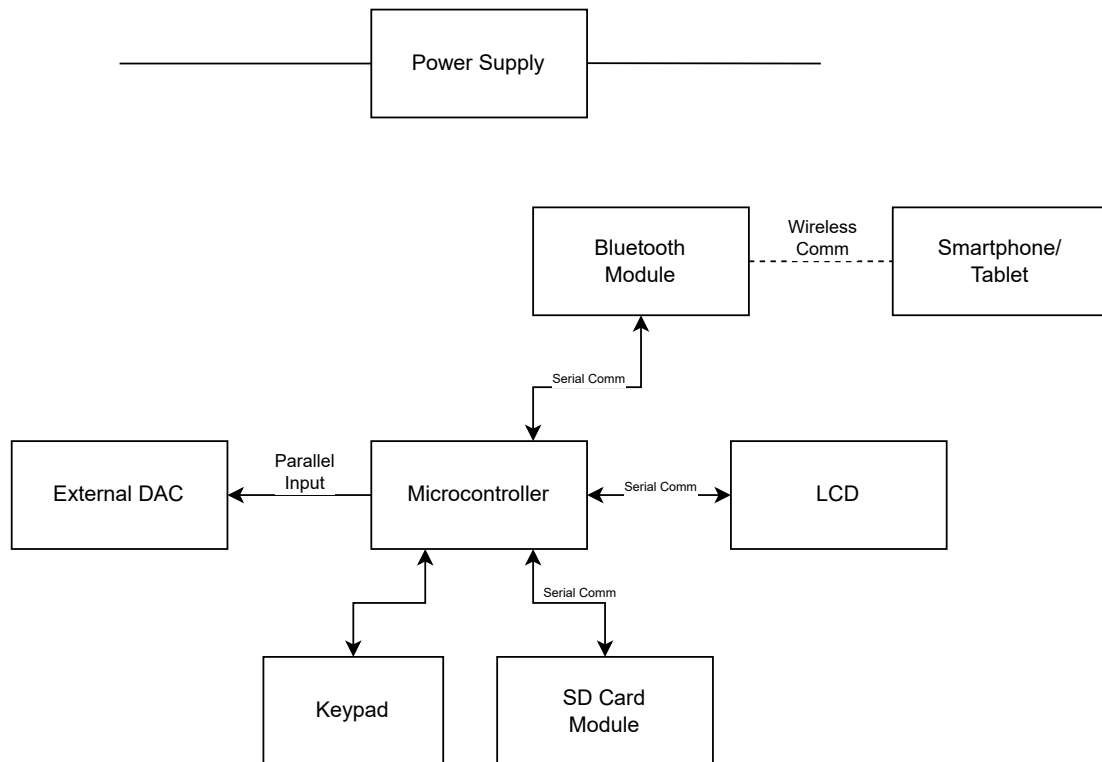 Power Supply
Bluetooth
Module
Wireless
Comm
Smartphone/
Tablet
Serial Comm
External DAC
Parallel
Input
Microcontroller
Serial Comm
LCD
Serial Comm
Keypad
SD Card
Module